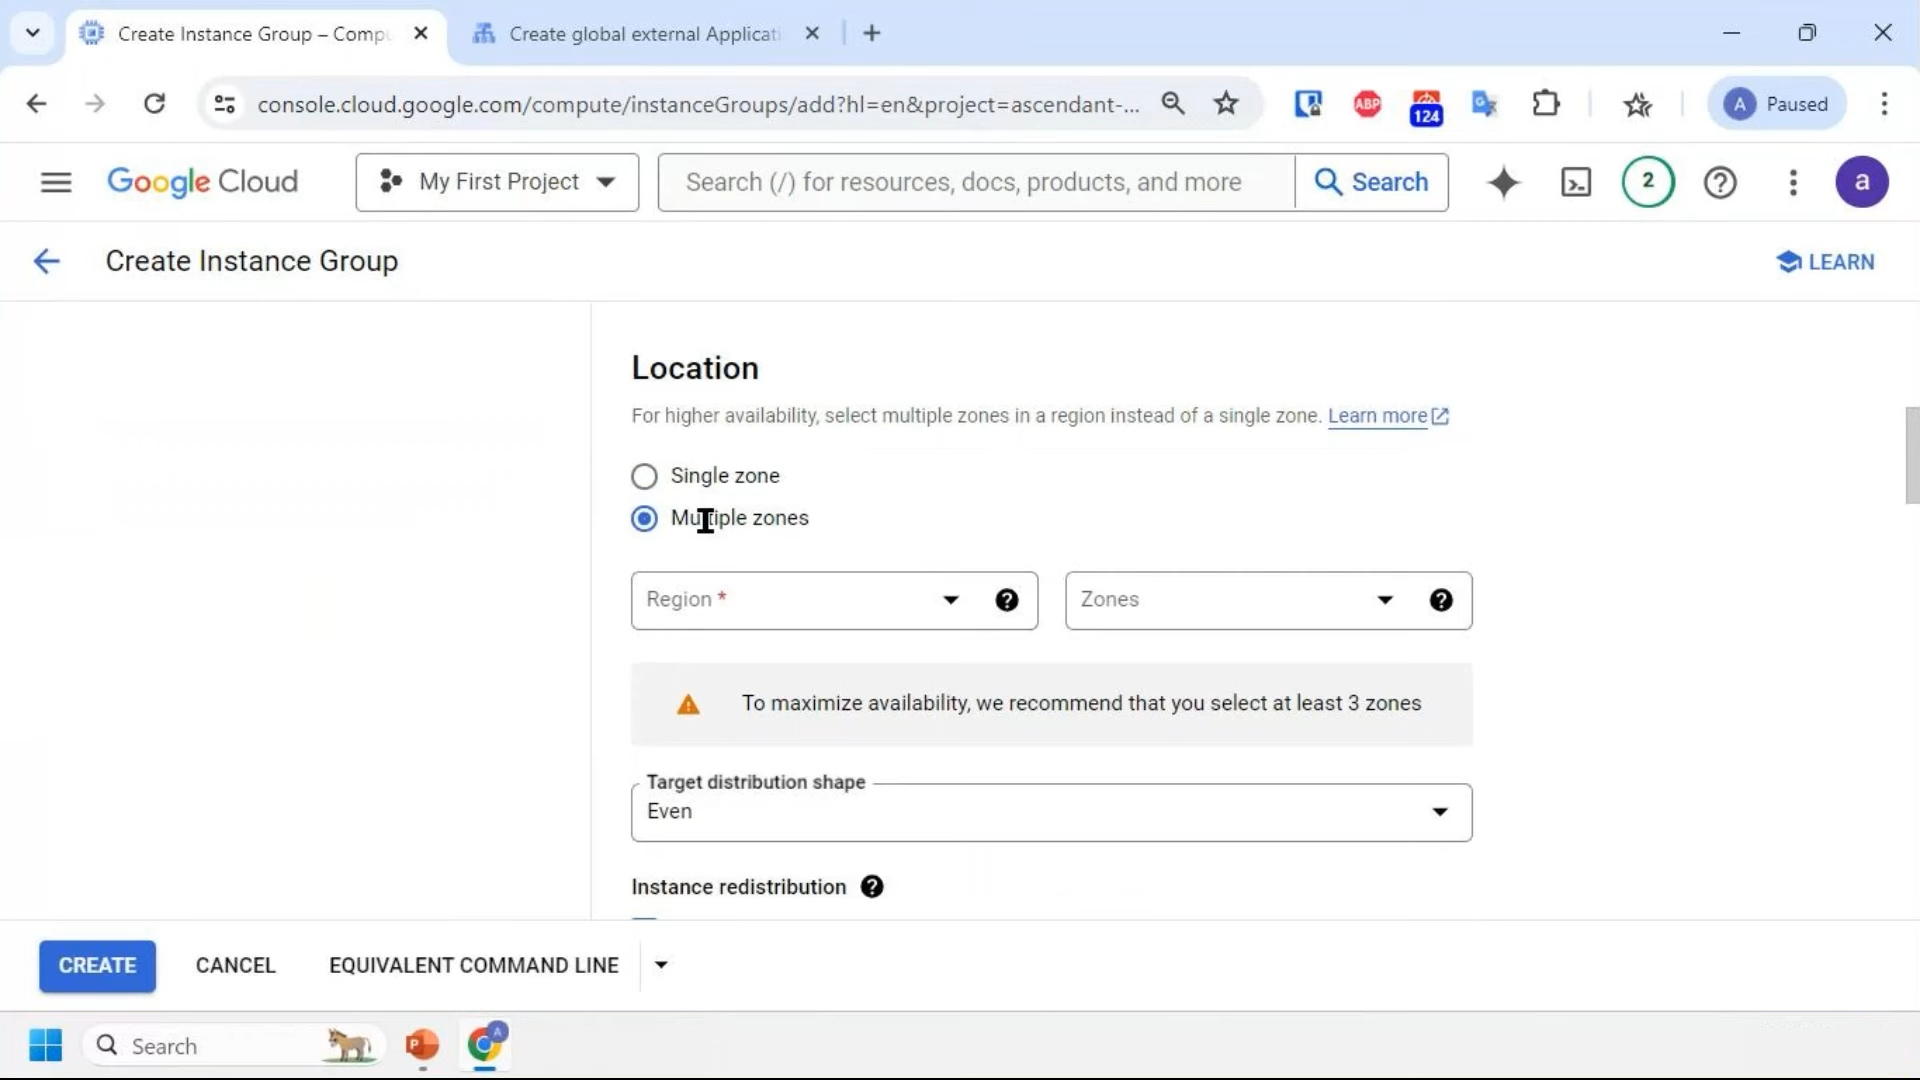 Create Instance Group – Comp
Create global external Applicati
console.cloud.google.com/compute/instanceGroups/add?hl=en&project=ascendant-...
ABP
124
A Paused
Google Cloud
My First Project
Search (/) for resources, docs, products, and more
Search
2
a
Create Instance Group
LEARN
Location
For higher availability, select multiple zones in a region instead of a single zone. Learn more
Single zone
Multiple zones
Region *
Zones
To maximize availability, we recommend that you select at least 3 zones
Target distribution shape
Even
Instance redistribution
CREATE
CANCEL
EQUIVALENT COMMAND LINE
Search
P
A